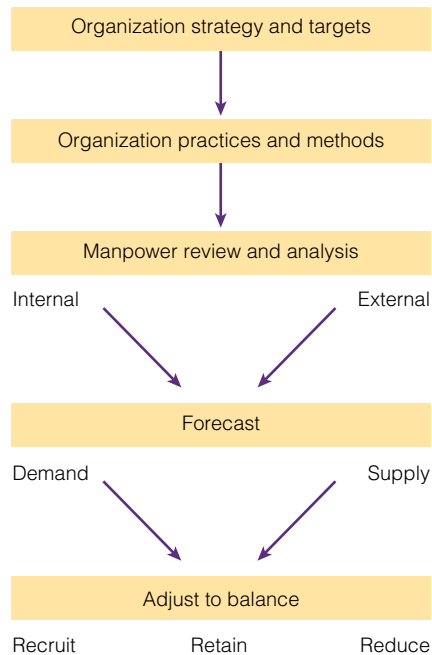 Organization strategy and targets
Organization practices and methods
Manpower review and analysis
Internal External
Forecast
Demand Supply
Adjust to balance
Recruit Retain Reduce